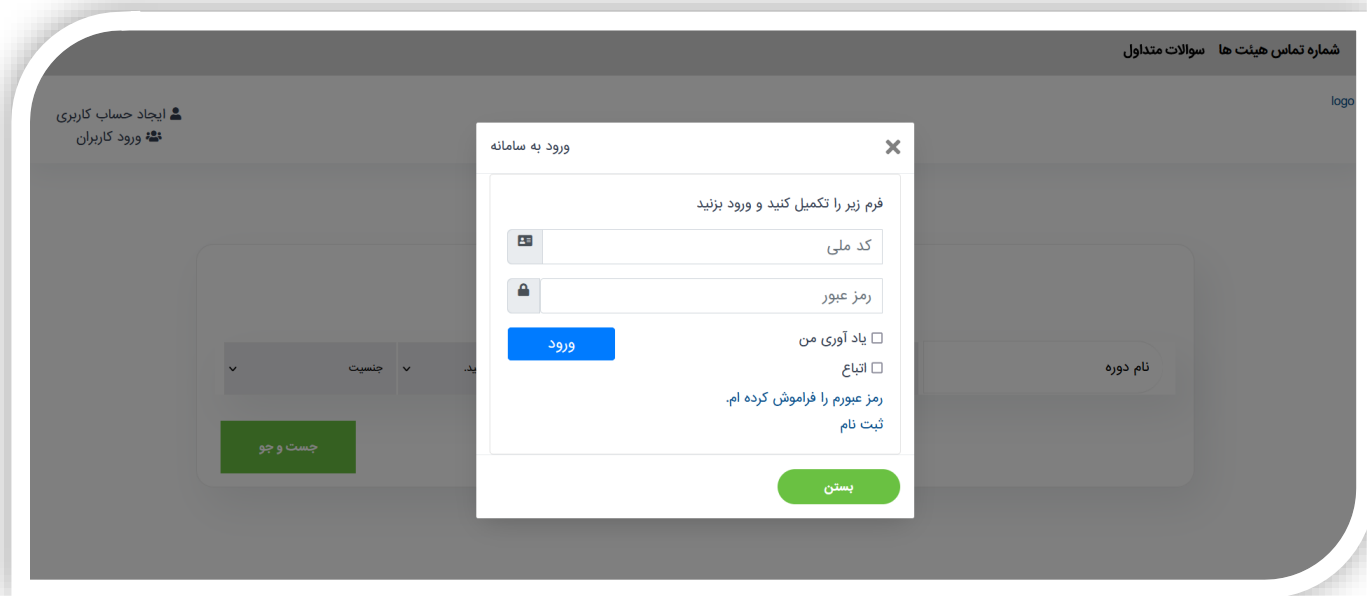 شماره تماس هیئت ها   سوالات متداول
logo
ایجاد حساب کاربری
ورود کاربران
ورود به سامانه
فرم زیر را تکمیل کنید و ورود بزنید
کد ملی
رمز عبور
یاد آوری من
ورود
اتباع
رمز عبورم را فراموش کرده ام.
ثبت نام
بستن
نام دوره
جنسیت
جست و جو